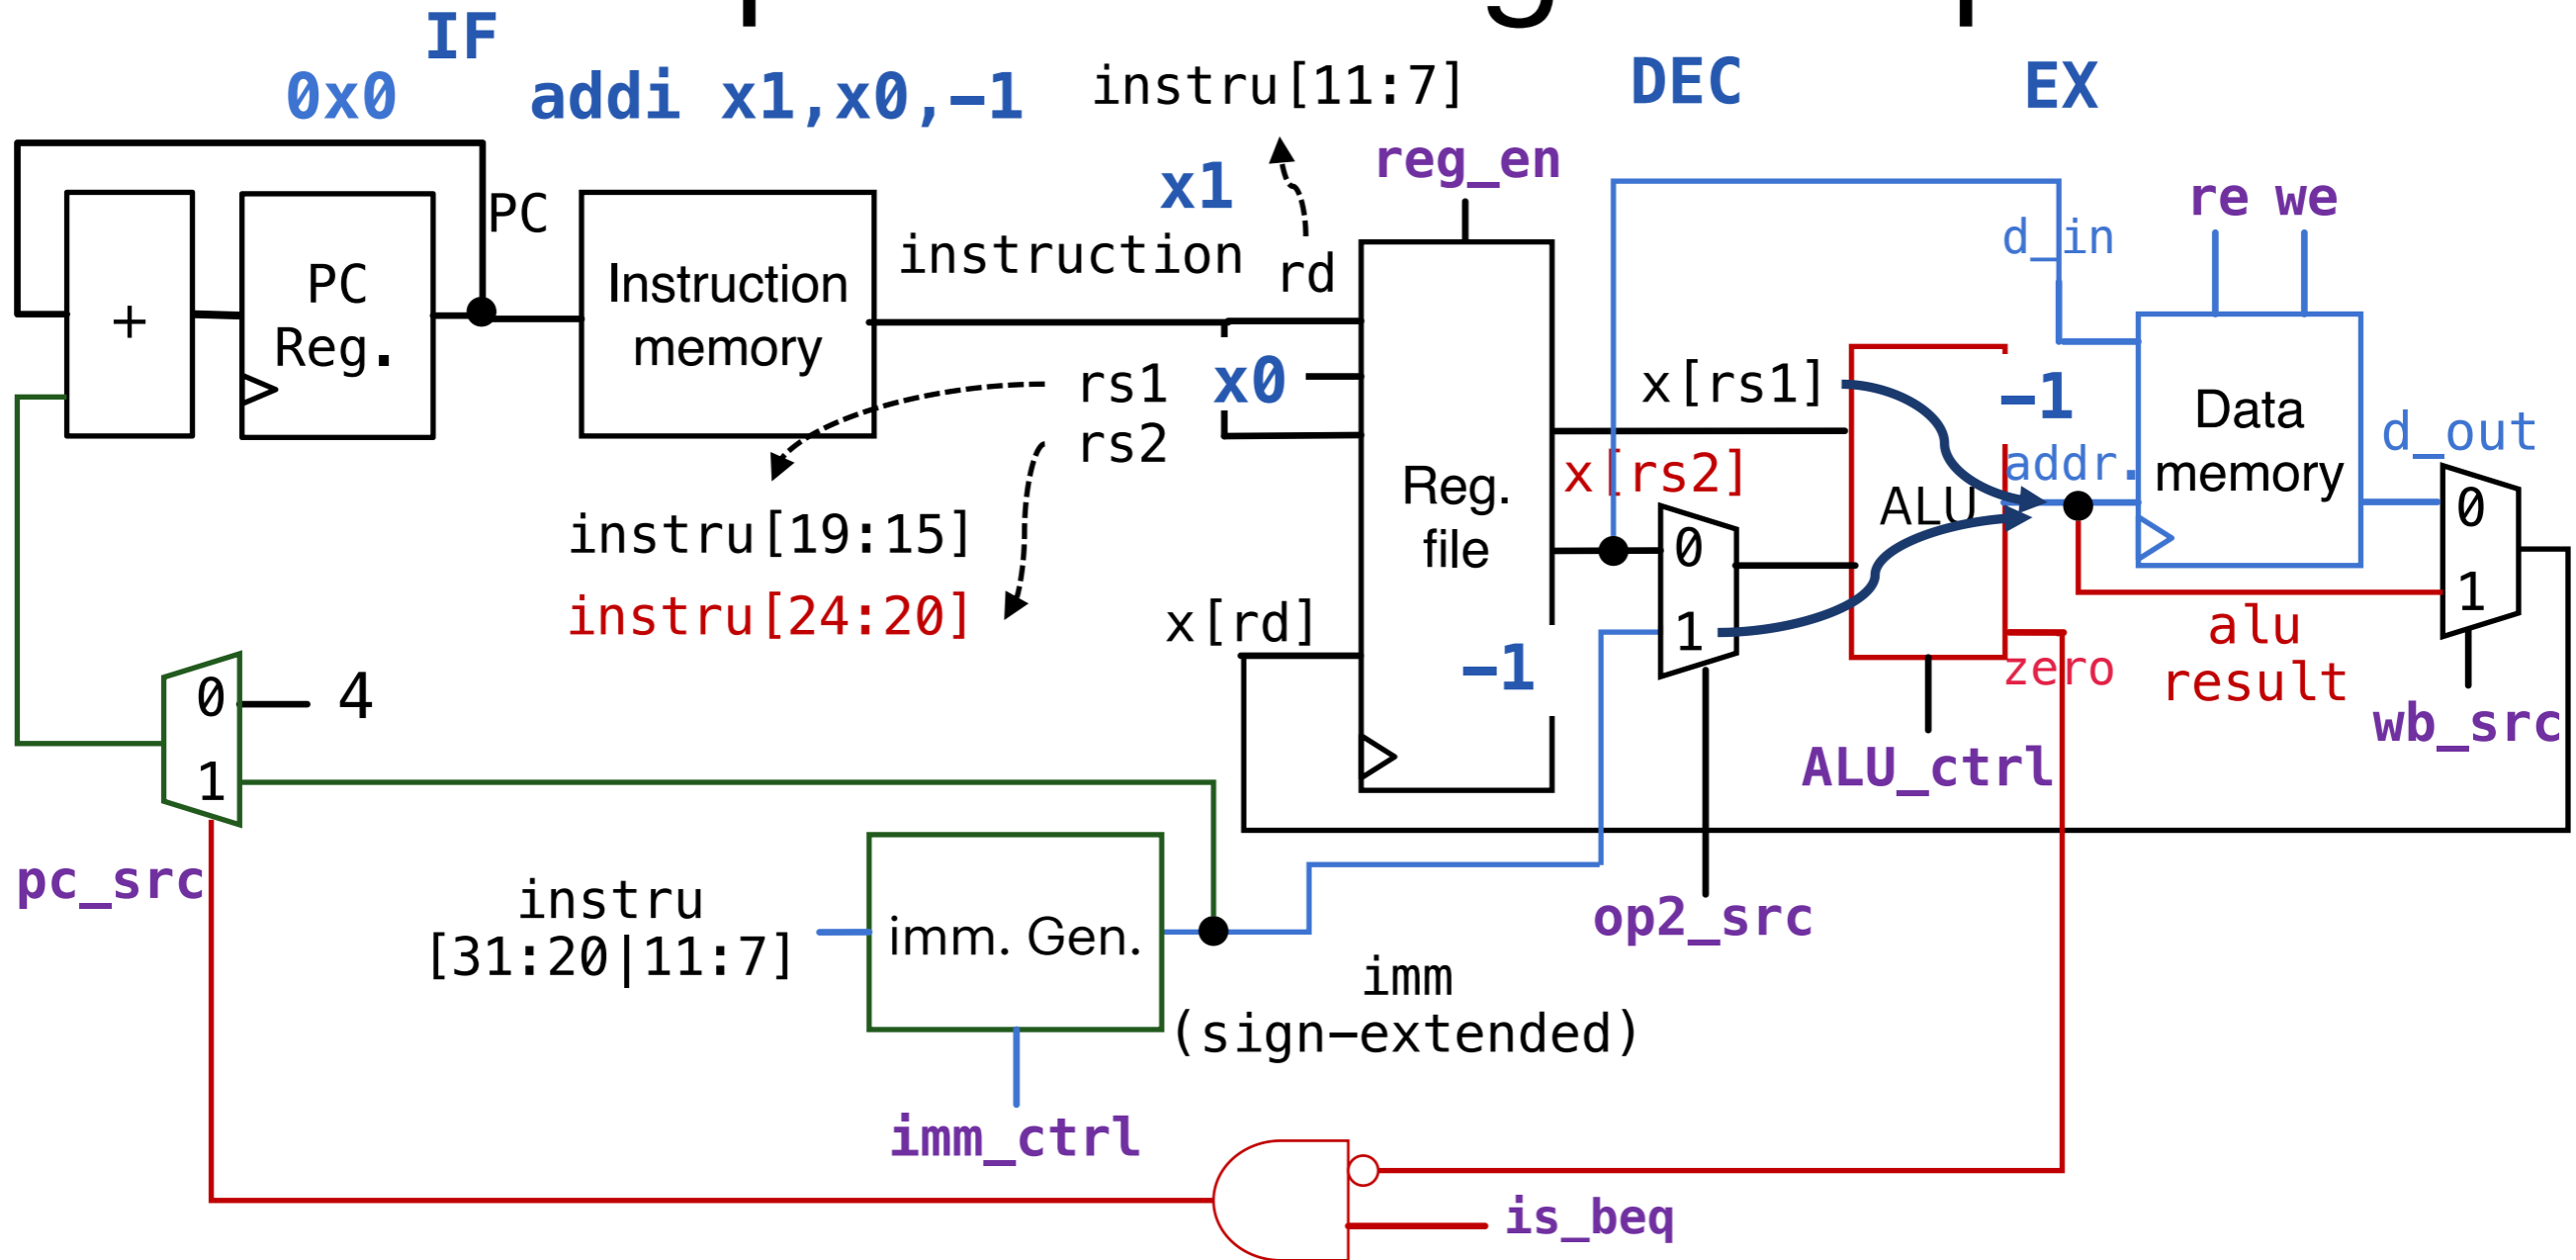 IF
DEC
EX
0x0
addi x1,x0,–1
instru[11:7]
reg_en
x1
re we
PC
instruction
rd
d_in
+
PC
Reg.
Instruction
memory
rs1
x0
x[rs1]
–1
Data
memory
d_out
rs2
x[rs2]
addr.
Reg.
file
ALU
0
1
0
1
instru[19:15]
instru[24:20]
x[rd]
–1
zero
alu
result
wb_src
0
4
1
ALU_ctrl
pc_src
instru
[31:20|11:7]
imm. Gen.
op2_src
imm
(sign–extended)
imm_ctrl
is_beq